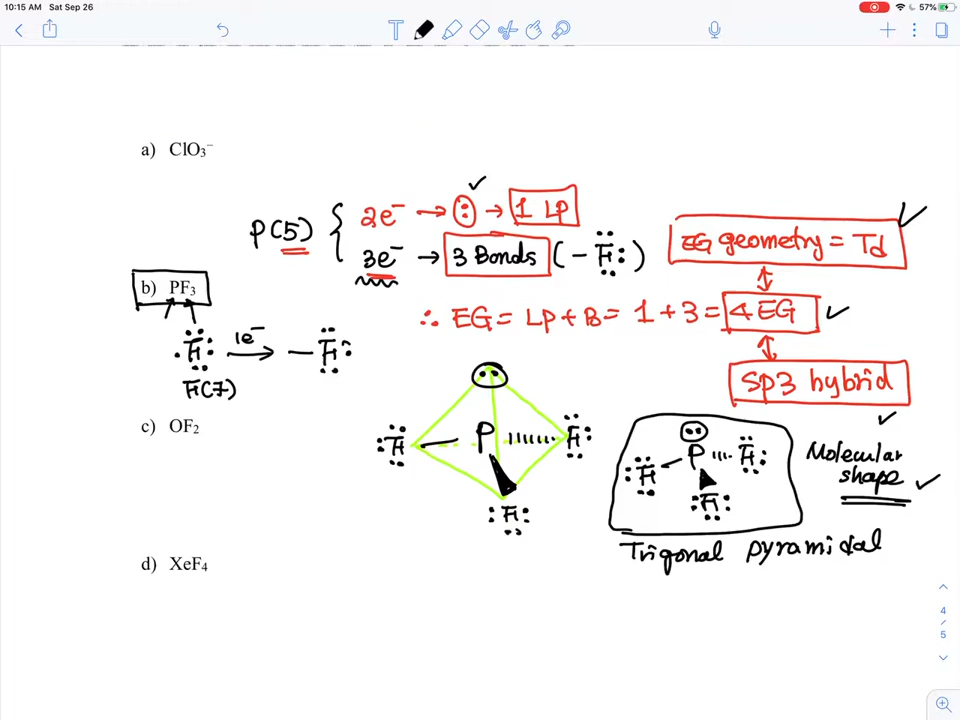 10:15 AM Sat Sep 26
57%
T
a) ClO₃⁻
P(5) { 2e⁻ → : → 1 LP
3e⁻ → 3 Bonds (–F)
EG geometry = Td
b) PF₃
∴ EG = LP + B = 1 + 3 = 4 EG
F 1e⁻ → –F
F(7)
SP3 hybrid
c) OF₂
F P F
F
P F
F
F
Molecular
shape
Trigonal pyramidal
d) XeF₄
4
/
5